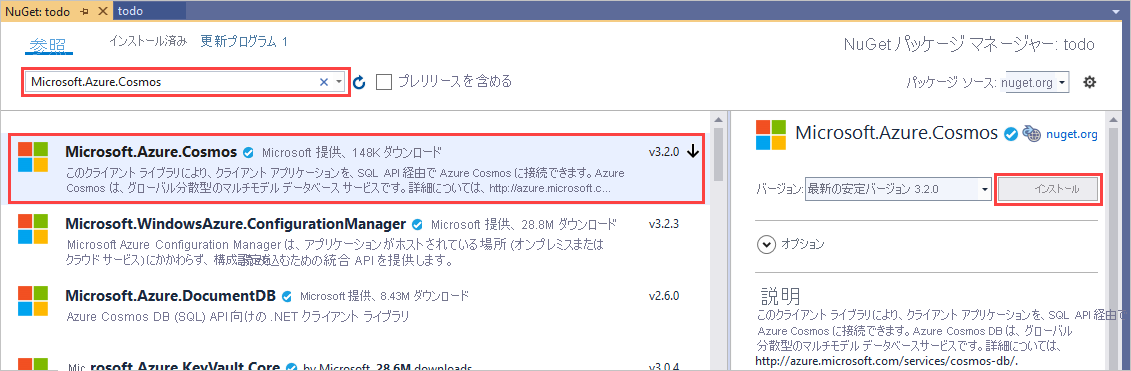 NuGet: todo
todo
参照
インストール済み
更新プログラム 1
NuGet パッケージ マネージャー: todo
Microsoft.Azure.Cosmos
プレリリースを含める
パッケージ ソース: nuget.org
Microsoft.Azure.Cosmos Microsoft 提供、148K ダウンロード v3.2.0
このクライアント ライブラリにより、クライアント アプリケーションを、SQL API 経由で Azure Cosmos に接続できます。Azure
Cosmos は、グローバル分散型のマルチモデル データベース サービスです。詳細については、http://azure.microsoft.c...
Microsoft.WindowsAzure.ConfigurationManager Microsoft 提供、28.8M ダウンロード v3.2.3
Microsoft Azure Configuration Manager は、アプリケーションがホストされている場所 (オンプレミスまたは
クラウド サービス) にかかわらず、構成を込むための統合 API を提供します。
Microsoft.Azure.DocumentDB Microsoft 提供、8.43M ダウンロード v2.6.0
Azure Cosmos DB (SQL) API 向けの .NET クライアント ライブラリ
Mic rosoft.Azure.KeyVault.Core by Microsoft, 28.6M downloads v3.0.4
Microsoft.Azure.Cosmos nuget.org
バージョン: 最新の安定バージョン 3.2.0 インストール
オプション
説明
このクライアント ライブラリにより、クライアント アプリケーションを、SQL API 経由で
Azure Cosmos に接続できます。Azure Cosmos DB は、グローバル
分散型のマルチモデル データベースサービスです。詳細については、
http://azure.microsoft.com/services/cosmos-db/.